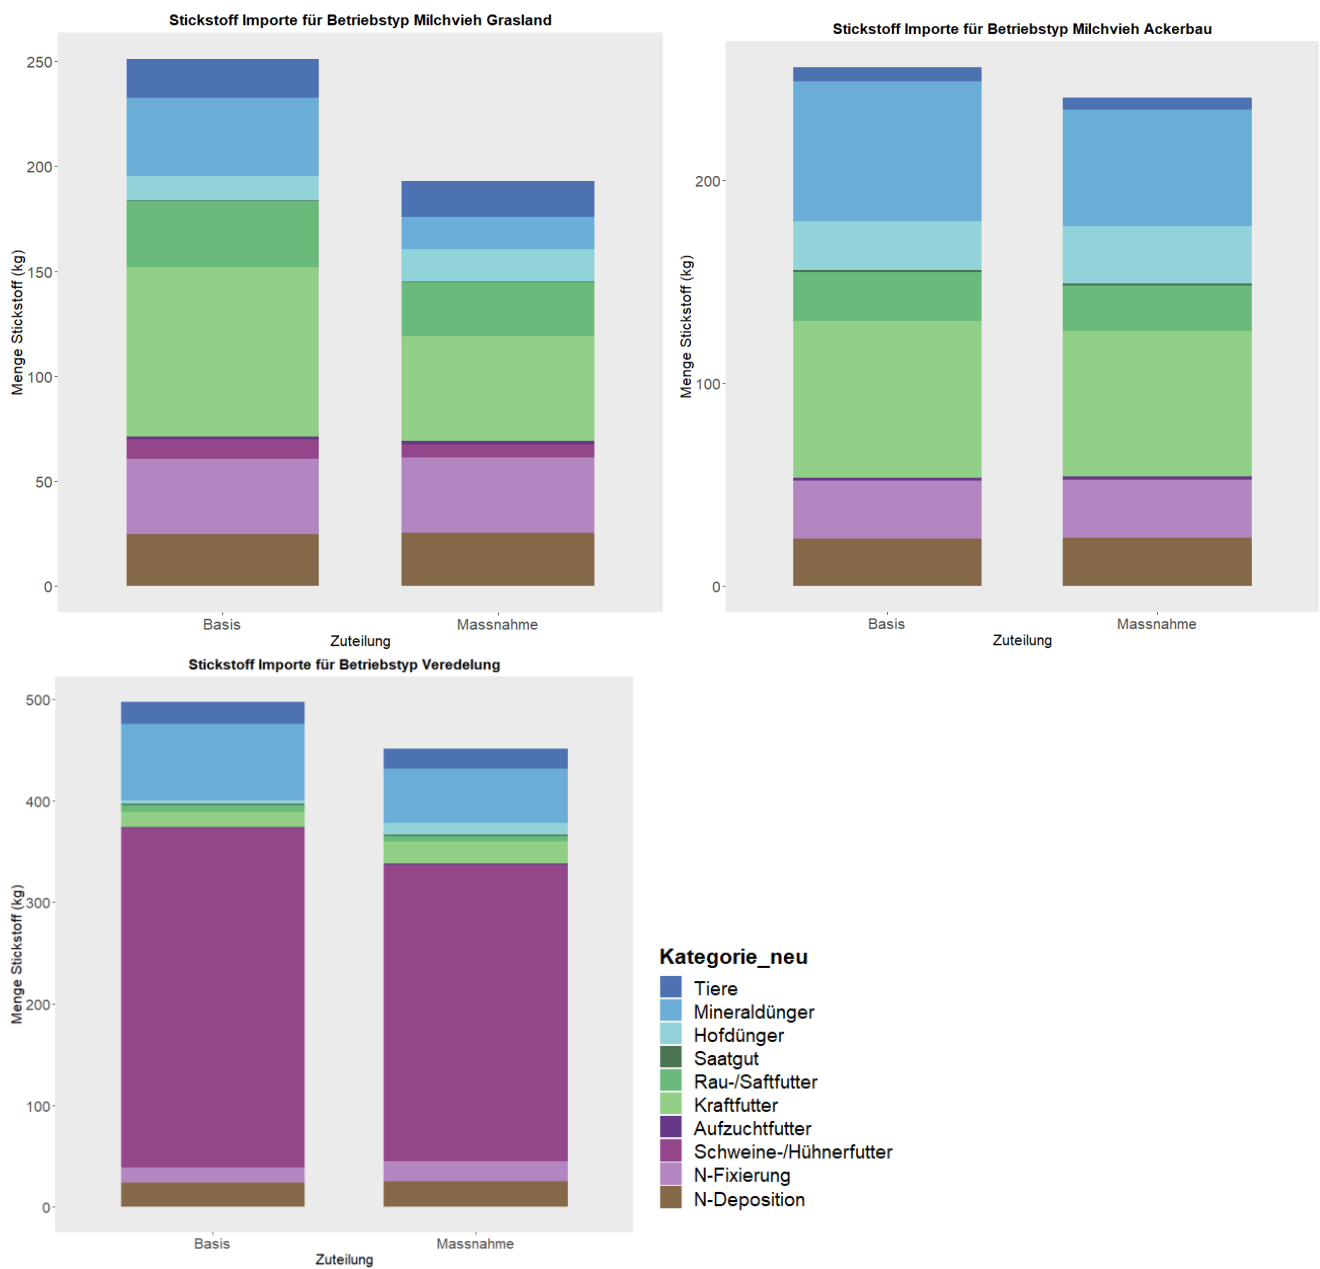 Stickstoff Importe für Betriebstyp Milchvieh Grasland
Menge Stickstoff (kg)
250
200
150
100
50
0
Basis
Massnahme
Zuteilung
Stickstoff Importe für Betriebstyp Milchvieh Ackerbau
Menge Stickstoff (kg)
200
100
0
Basis
Massnahme
Zuteilung
Stickstoff Importe für Betriebstyp Veredelung
Menge Stickstoff (kg)
500
400
300
200
100
0
Basis
Massnahme
Zuteilung
Kategorie_neu
Tiere
Mineraldünger
Hofdünger
Saatgut
Rau-/Saftfutter
Kraftfutter
Aufzuchtfutter
Schweine-/Hühnerfutter
N-Fixierung
N-Deposition